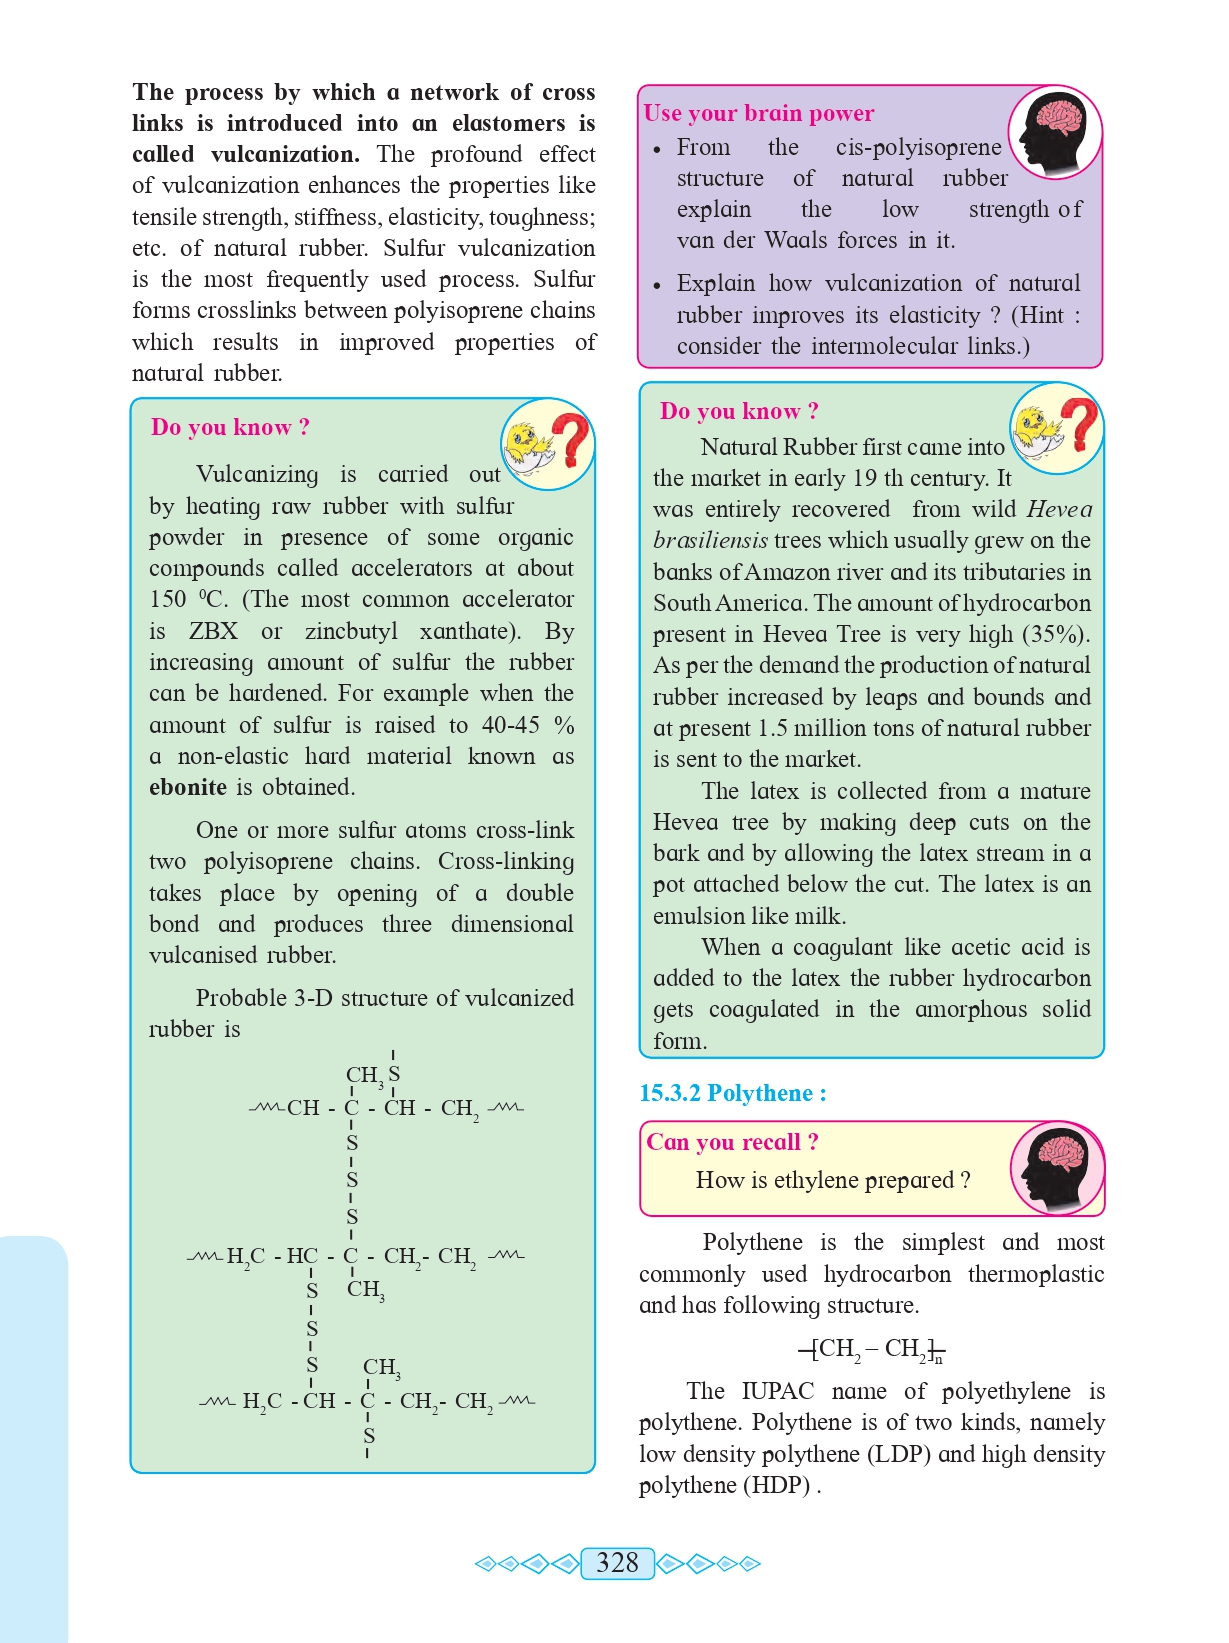 The process by which a network of cross
links is introduced into an elastomers is
called vulcanization. The profound effect
of vulcanization enhances the properties like
tensile strength, stiffness, elasticity, toughness;
etc. of natural rubber. Sulfur vulcanization
is the most frequently used process. Sulfur
forms crosslinks between polyisoprene chains
which results in improved properties of
natural rubber.
Do you know ?
Vulcanizing is carried out
by heating raw rubber with sulfur
powder in presence of some organic
compounds called accelerators at about
150 ⁰C. (The most common accelerator
is ZBX or zincbutyl xanthate). By
increasing amount of sulfur the rubber
can be hardened. For example when the
amount of sulfur is raised to 40-45 %
a non-elastic hard material known as
ebonite is obtained.
One or more sulfur atoms cross-link
two polyisoprene chains. Cross-linking
takes place by opening of a double
bond and produces three dimensional
vulcanised rubber.
Probable 3-D structure of vulcanized
rubber is
CH₃ S
CH - C - CH - CH₂
S
S
S
H₂C - HC - C - CH₂- CH₂
S CH₃
S
S CH₃
H₂C - CH - C - CH₂- CH₂
S
Use your brain power
• From the cis-polyisoprene
structure of natural rubber
explain the low strength of
van der Waals forces in it.
• Explain how vulcanization of natural
rubber improves its elasticity ? (Hint :
consider the intermolecular links.)
Do you know ?
Natural Rubber first came into
the market in early 19 th century. It
was entirely recovered from wild Hevea
brasiliensis trees which usually grew on the
banks of Amazon river and its tributaries in
South America. The amount of hydrocarbon
present in Hevea Tree is very high (35%).
As per the demand the production of natural
rubber increased by leaps and bounds and
at present 1.5 million tons of natural rubber
is sent to the market.
The latex is collected from a mature
Hevea tree by making deep cuts on the
bark and by allowing the latex stream in a
pot attached below the cut. The latex is an
emulsion like milk.
When a coagulant like acetic acid is
added to the latex the rubber hydrocarbon
gets coagulated in the amorphous solid
form.
15.3.2 Polythene :
Can you recall ?
How is ethylene prepared ?
Polythene is the simplest and most
commonly used hydrocarbon thermoplastic
and has following structure.
-[CH₂ – CH₂]-n
The IUPAC name of polyethylene is
polythene. Polythene is of two kinds, namely
low density polythene (LDP) and high density
polythene (HDP) .
328